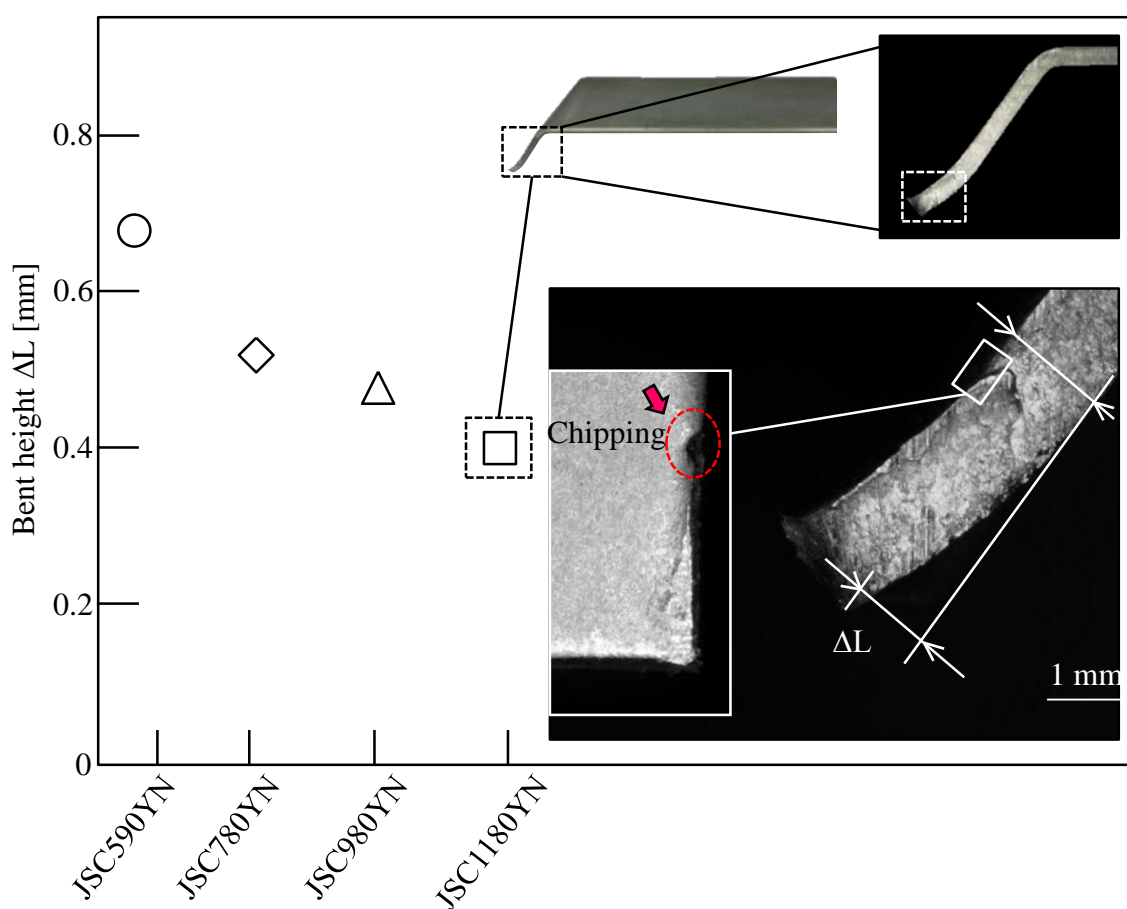 Bent height ΔL [mm]
0.8
0.6
0.4
0.2
0
JSC590YN
JSC780YN
JSC980YN
JSC1180YN
Chipping
ΔL
1 mm